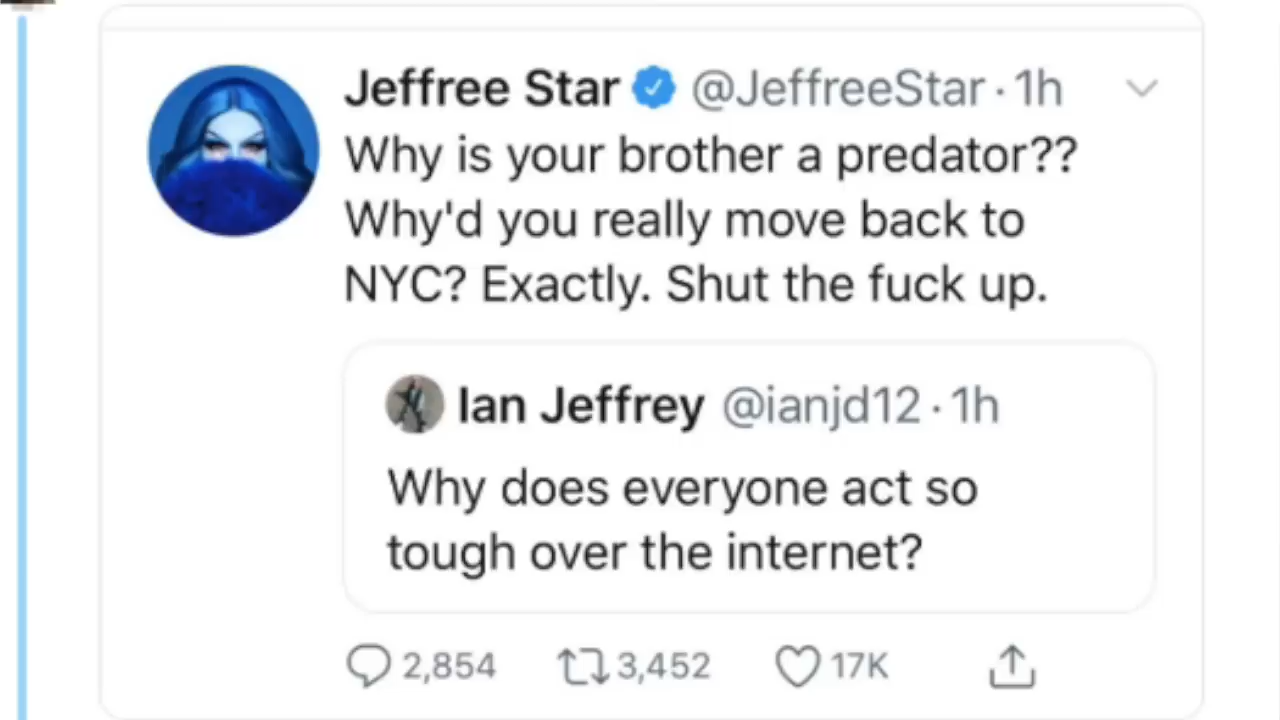 Jeffree Star @JeffreeStar · 1h
Why is your brother a predator??
Why'd you really move back to
NYC? Exactly. Shut the fuck up.
Ian Jeffrey @ianjd12 · 1h
Why does everyone act so
tough over the internet?
2,854 3,452 17K